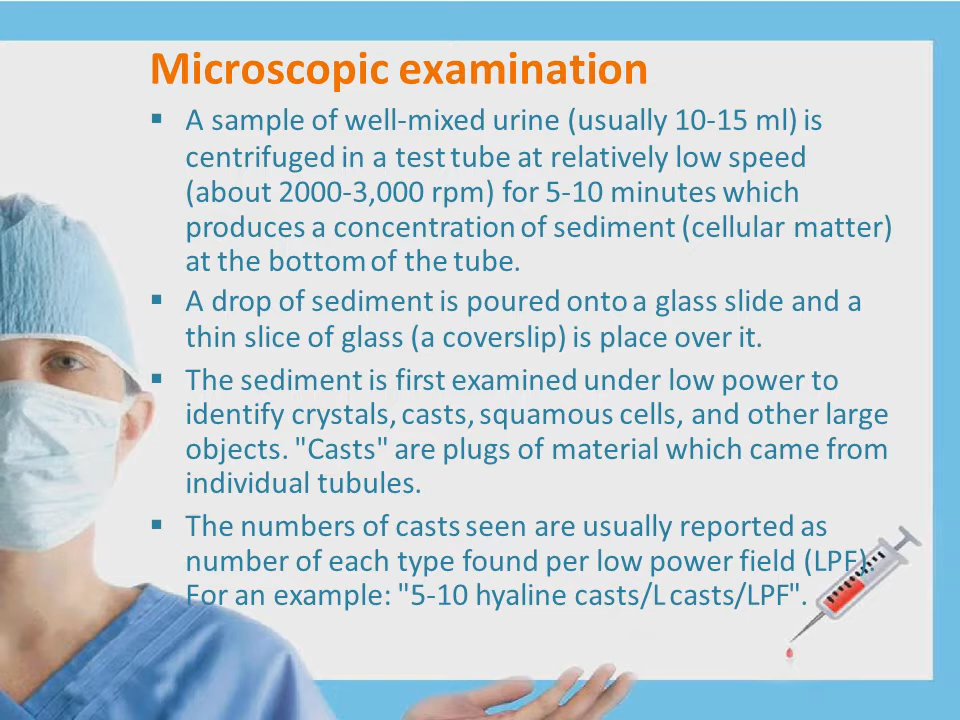 Microscopic examination
▪ A sample of well-mixed urine (usually 10-15 ml) is
centrifuged in a test tube at relatively low speed
(about 2000-3,000 rpm) for 5-10 minutes which
produces a concentration of sediment (cellular matter)
at the bottom of the tube.
▪ A drop of sediment is poured onto a glass slide and a
thin slice of glass (a coverslip) is place over it.
▪ The sediment is first examined under low power to
identify crystals, casts, squamous cells, and other large
objects. "Casts" are plugs of material which came from
individual tubules.
▪ The numbers of casts seen are usually reported as
number of each type found per low power field (LPF).
For an example: "5-10 hyaline casts/L casts/LPF".